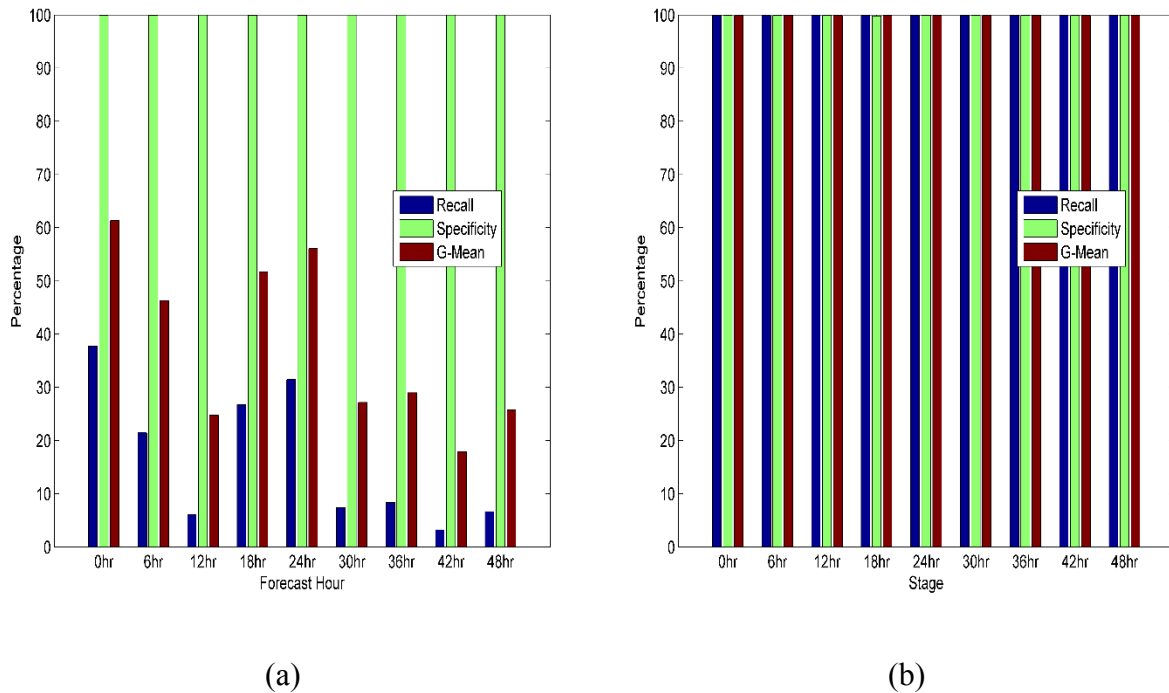 100
90
80
70
60
50
40
30
20
10
0
Percentage
Recall
Specificity
G-Mean
0hr 6hr 12hr 18hr 24hr 30hr 36hr 42hr 48hr
Forecast Hour
(a)
100
90
80
70
60
50
40
30
20
10
0
Percentage
Recall
Specificity
G-Mean
0hr 6hr 12hr 18hr 24hr 30hr 36hr 42hr 48hr
Stage
(b)